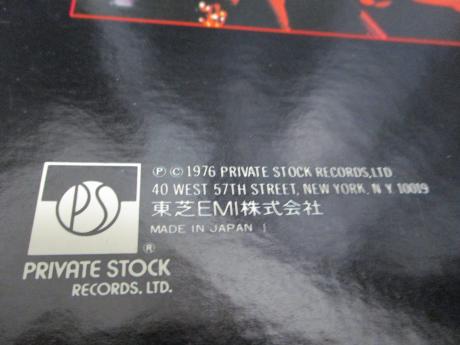 PS
®
PRIVATE STOCK
RECORDS, LTD.
Ⓟ © 1976 PRIVATE STOCK RECORDS, LTD
40 WEST 57TH STREET, NEW YORK, N.Y. 10019
東芝EMI株式会社
MADE IN JAPAN I